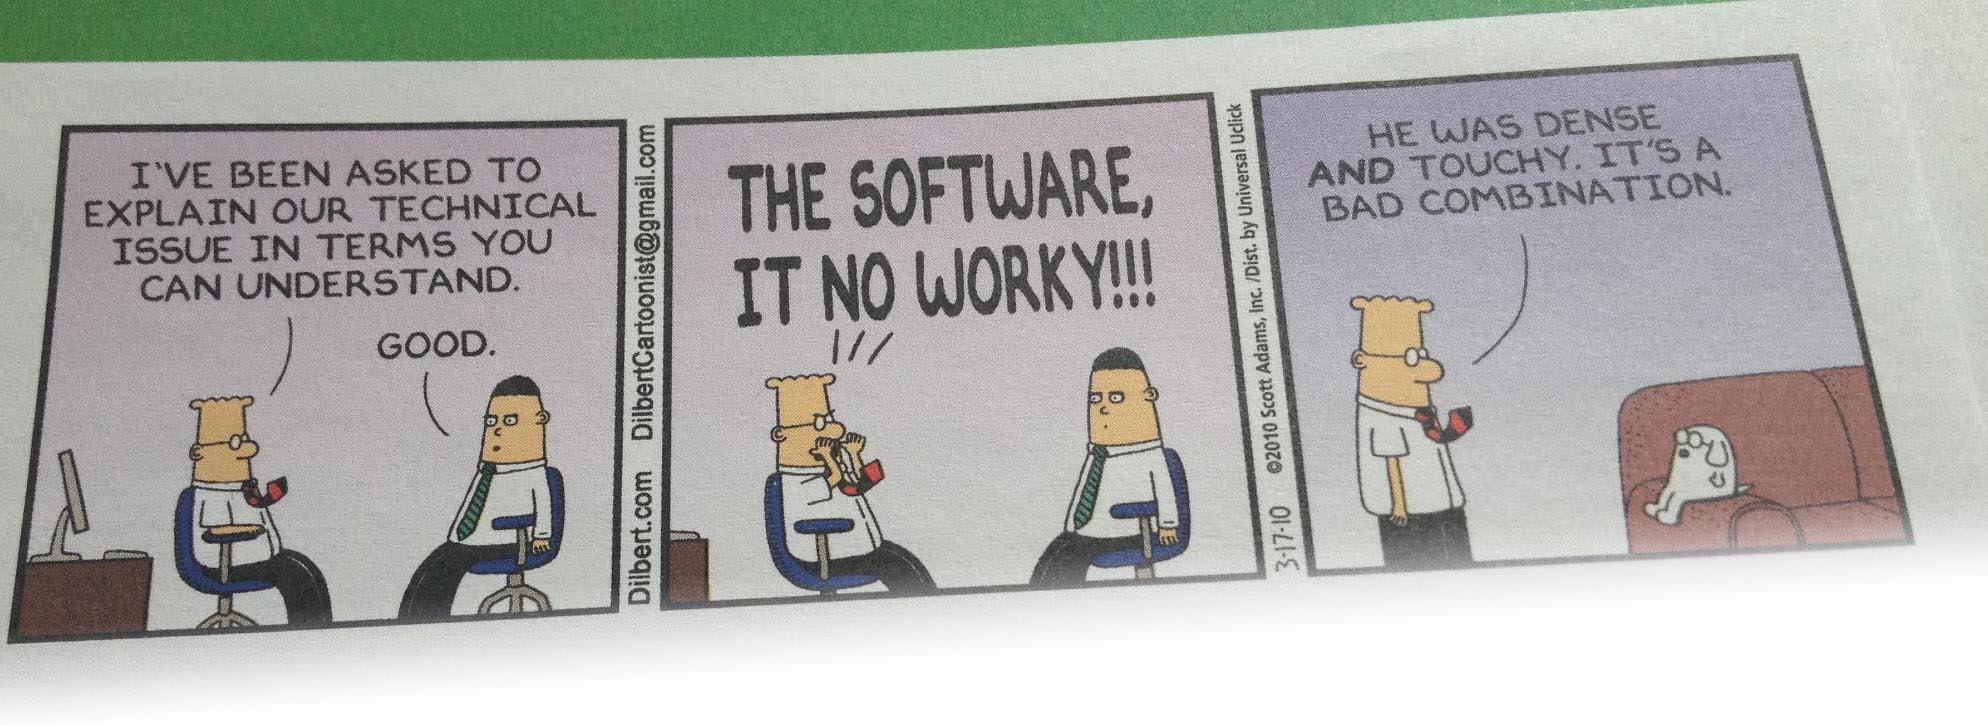 I'VE BEEN ASKED TO
EXPLAIN OUR TECHNICAL
ISSUE IN TERMS YOU
CAN UNDERSTAND.
GOOD.
Dilbert.com DilbertCartoonist@gmail.com
THE SOFTWARE,
IT NO WORKY!!!
3-17-10 ©2010 Scott Adams, Inc. /Dist. by Universal Uclick
HE WAS DENSE
AND TOUCHY. IT'S A
BAD COMBINATION.